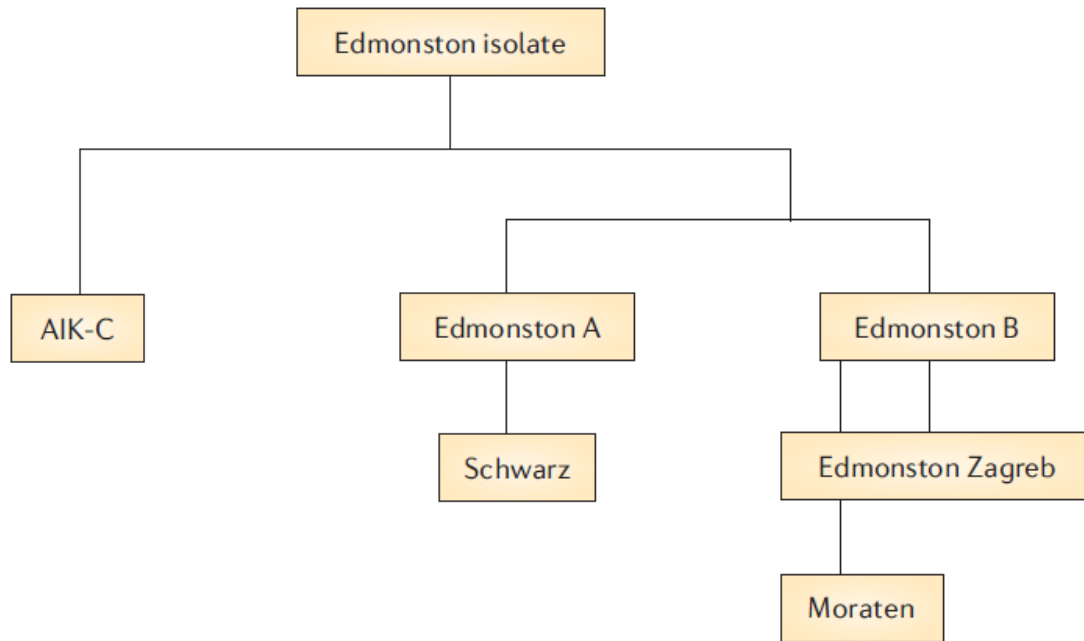 Edmonston isolate
AIK-C
Edmonston A
Edmonston B
Schwarz
Edmonston Zagreb
Moraten